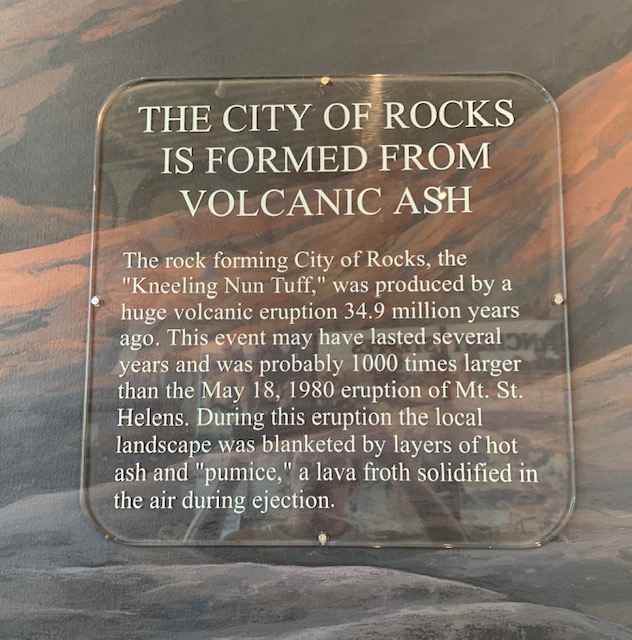 THE CITY OF ROCKS
IS FORMED FROM
VOLCANIC ASH
The rock forming City of Rocks, the
"Kneeling Nun Tuff," was produced by a
huge volcanic eruption 34.9 million years
ago. This event may have lasted several
years and was probably 1000 times larger
than the May 18, 1980 eruption of Mt. St.
Helens. During this eruption the local
landscape was blanketed by layers of hot
ash and "pumice," a lava froth solidified in
the air during ejection.